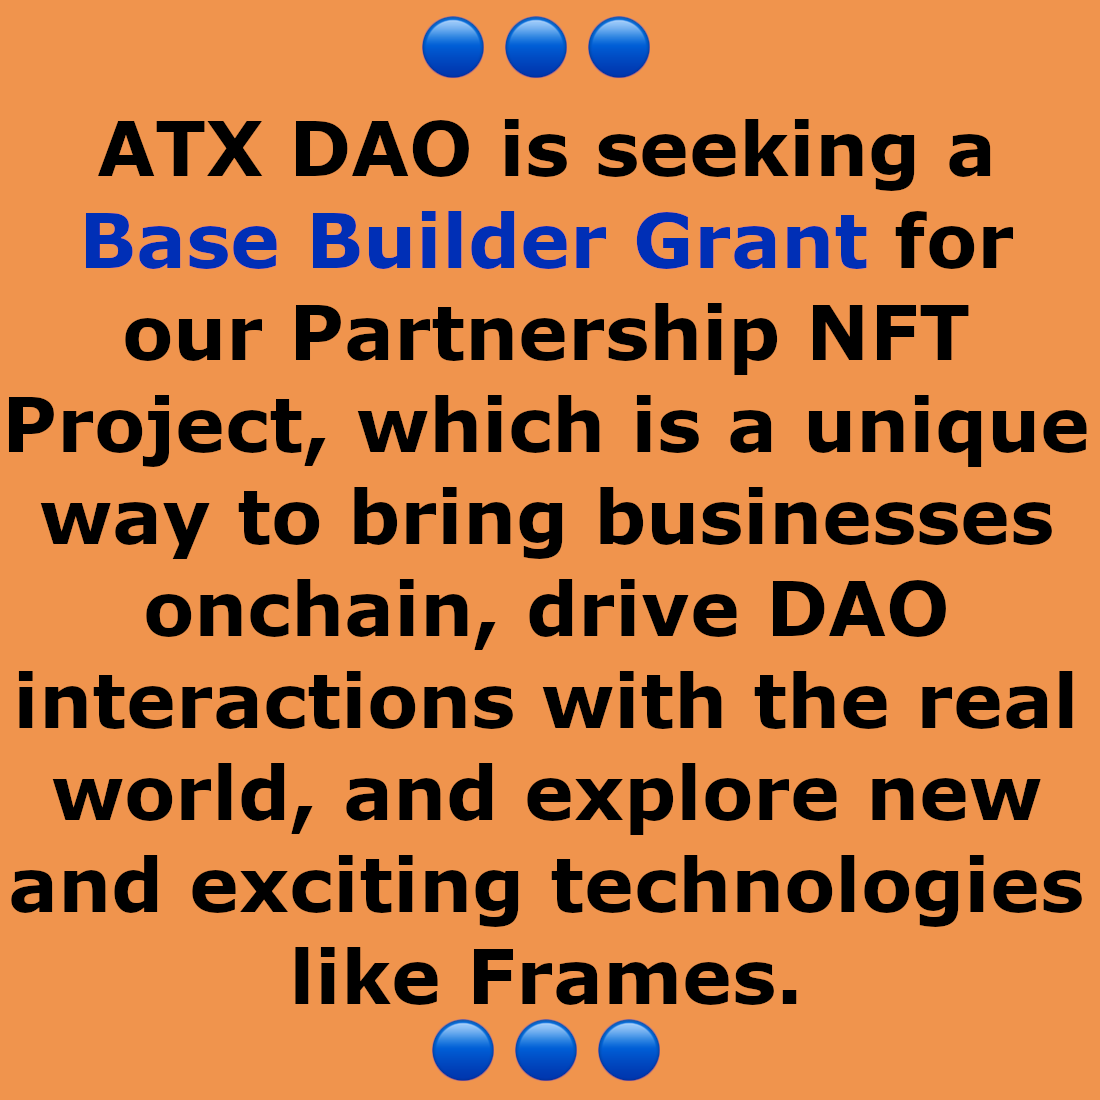 ATX DAO is seeking a
Base Builder Grant for
our Partnership NFT
Project, which is a unique
way to bring businesses
onchain, drive DAO
interactions with the real
world, and explore new
and exciting technologies
like Frames.